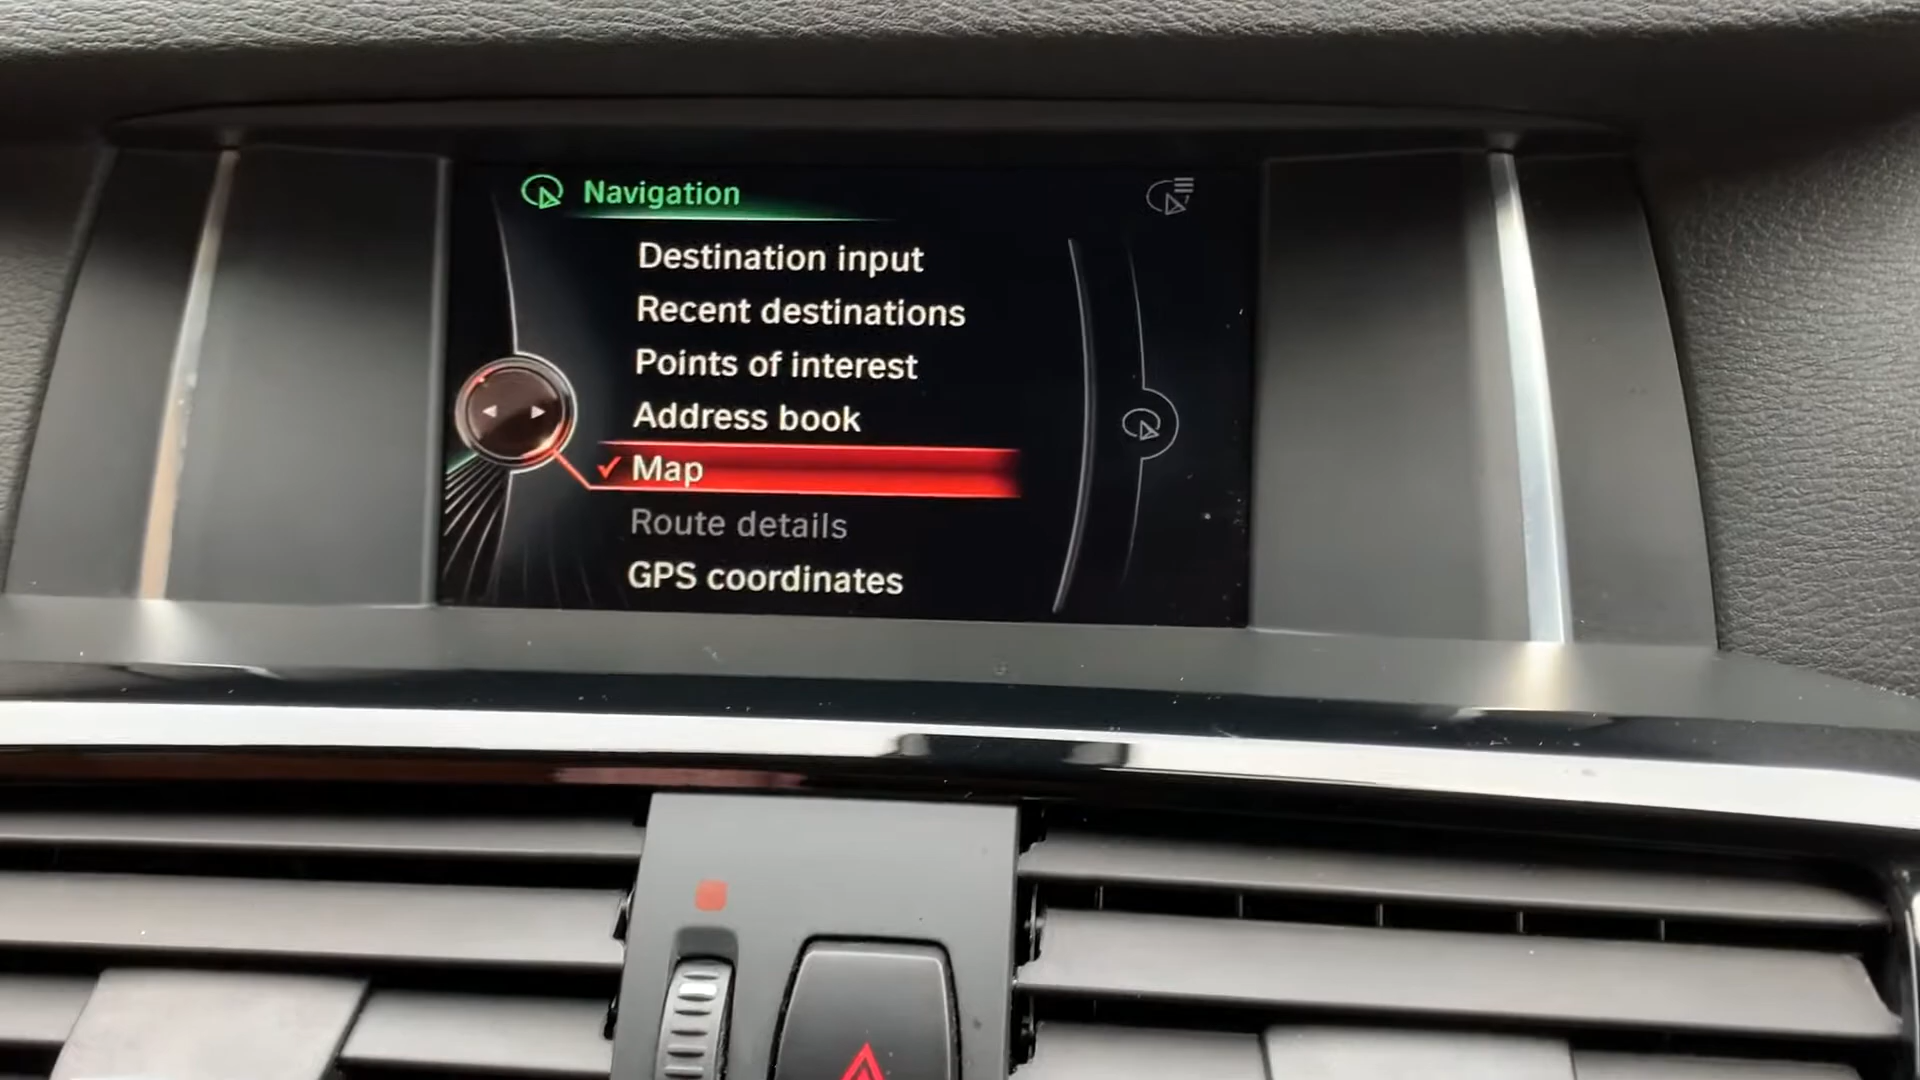 Navigation
Destination input
Recent destinations
Points of interest
Address book
Map
Route details
GPS coordinates